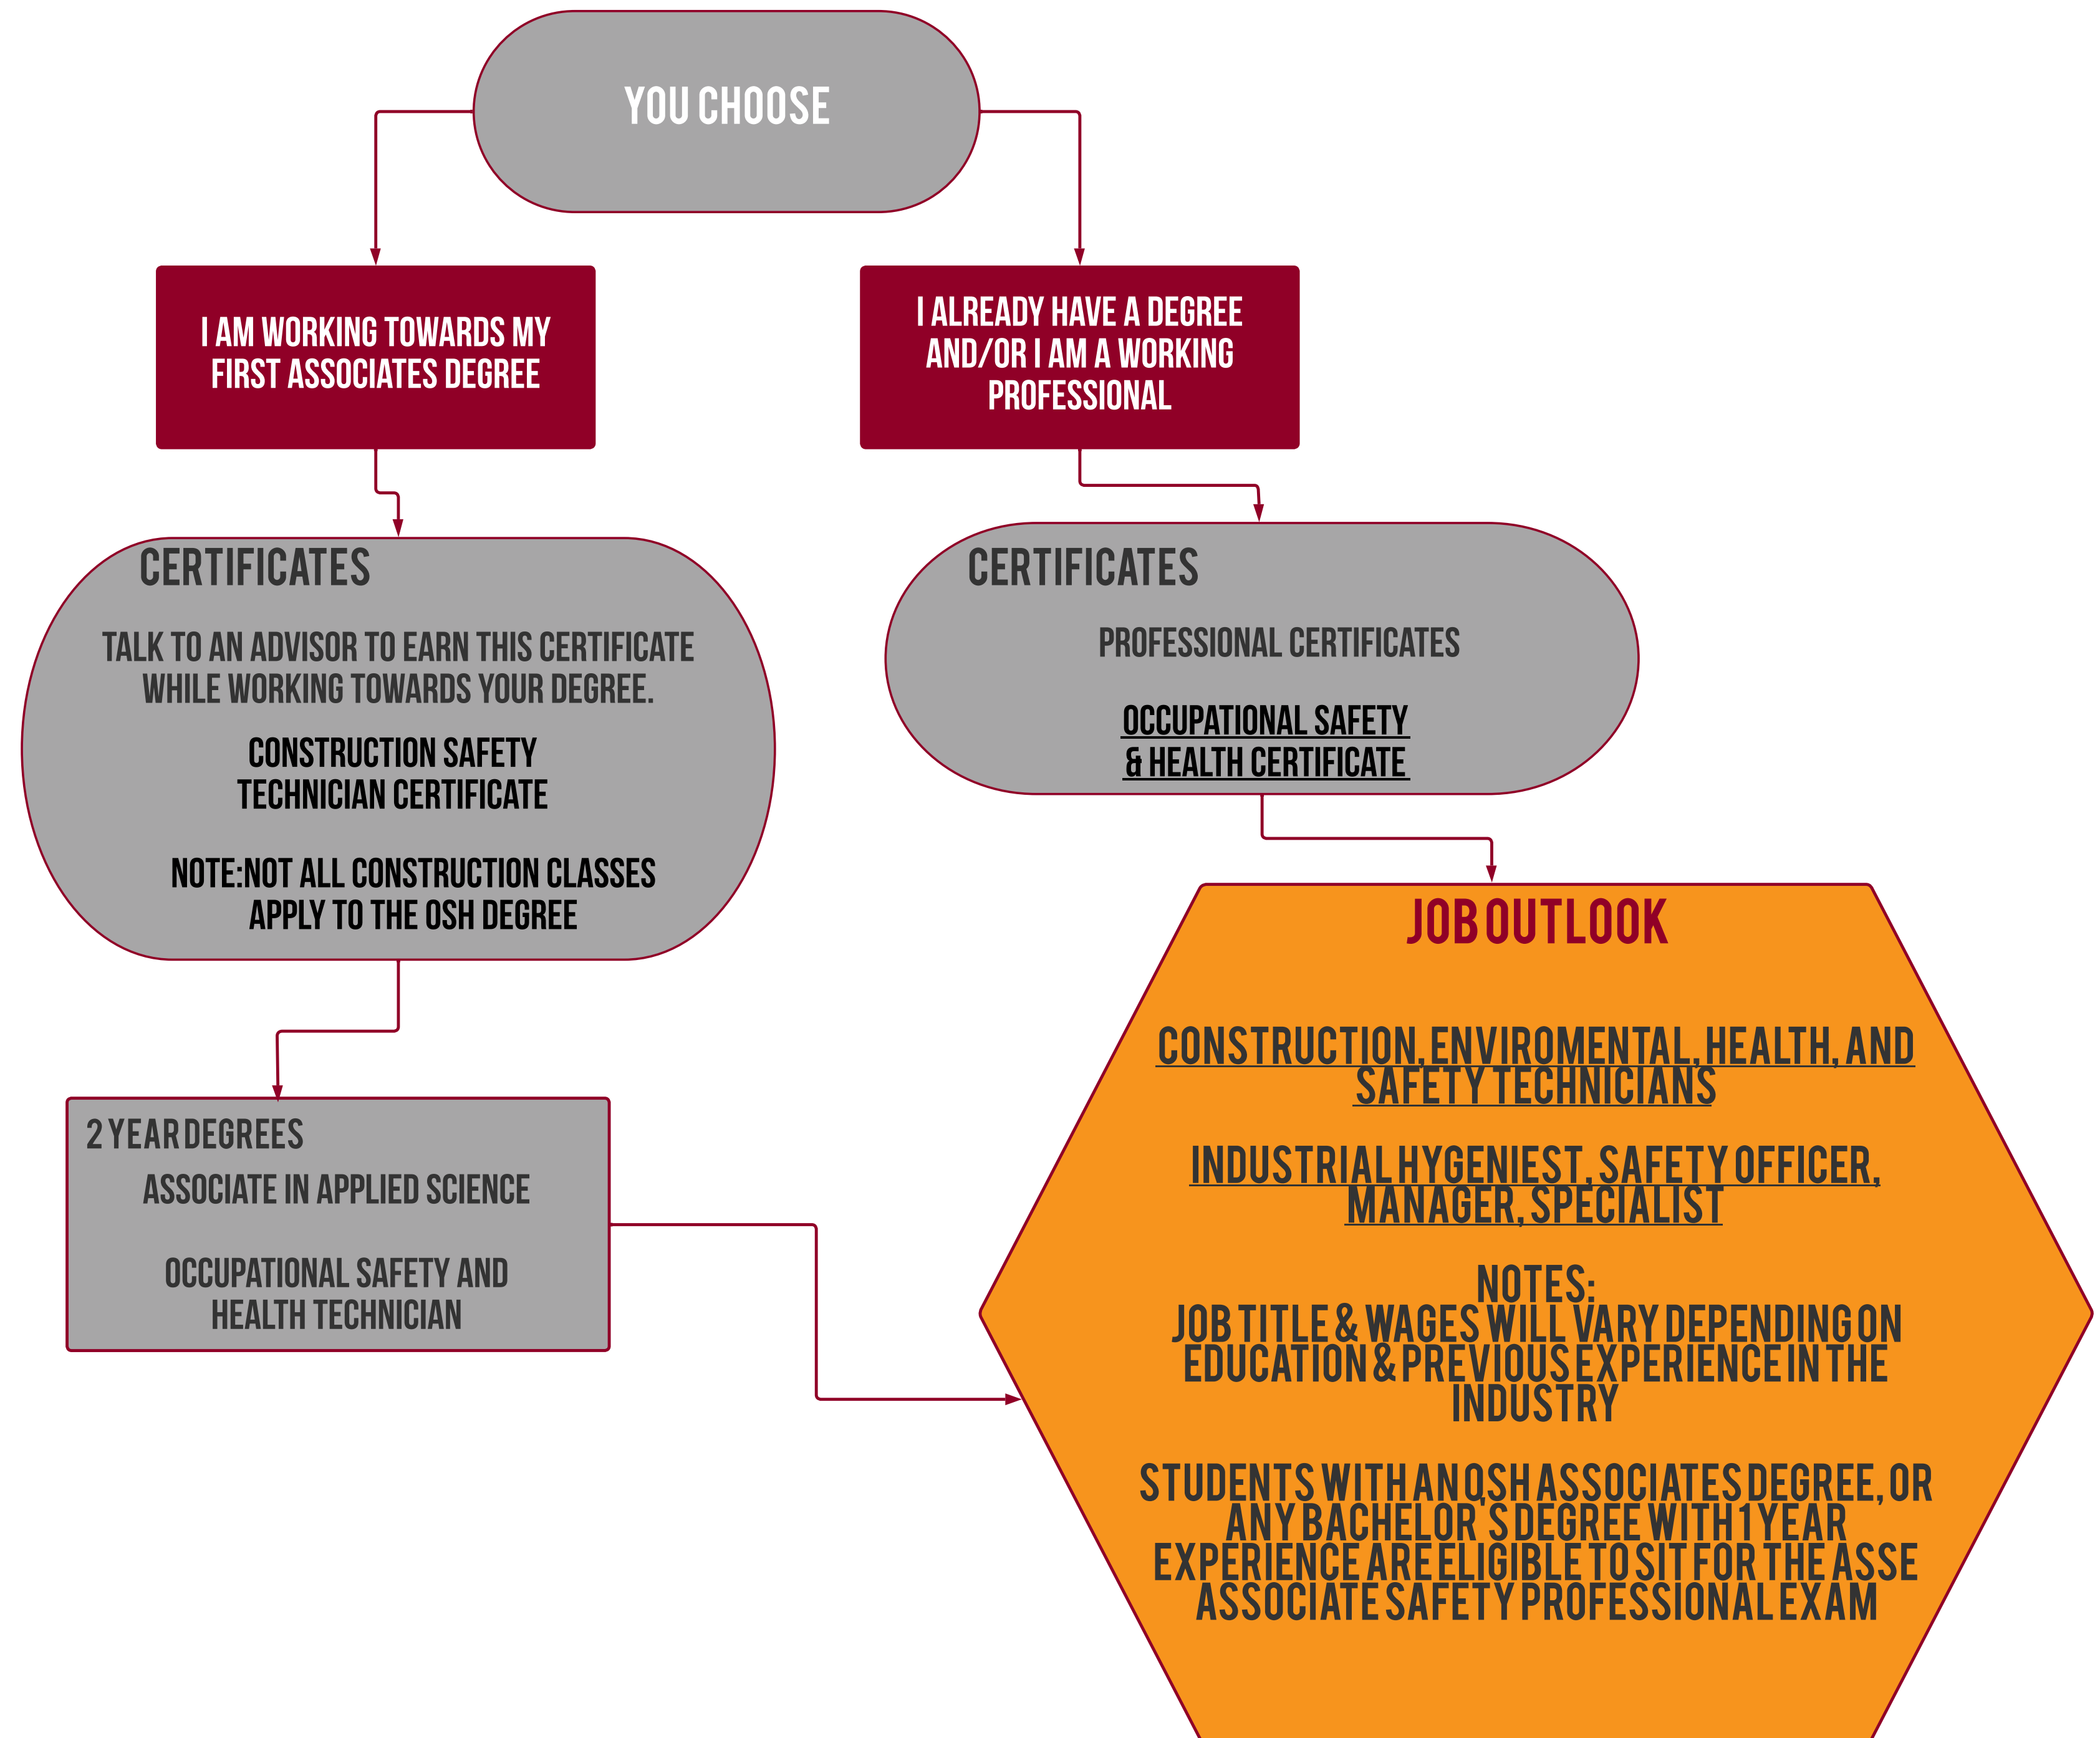 YOU CHOOSE
I AM WORKING TOWARDS MY
FIRST ASSOCIATES DEGREE
I ALREADY HAVE A DEGREE
AND/OR I AM A WORKING
PROFESSIONAL
CERTIFICATES
TALK TO AN ADVISOR TO EARN THIS CERTIFICATE
WHILE WORKING TOWARDS YOUR DEGREE.
CONSTRUCTION SAFETY
TECHNICIAN CERTIFICATE
NOTE:NOT ALL CONSTRUCTION CLASSES
APPLY TO THE OSH DEGREE
CERTIFICATES
PROFESSIONAL CERTIFICATES
OCCUPATIONAL SAFETY
& HEALTH CERTIFICATE
2 YEAR DEGREES
ASSOCIATE IN APPLIED SCIENCE
OCCUPATIONAL SAFETY AND
HEALTH TECHNICIAN
JOB OUTLOOK
CONSTRUCTION, ENVIROMENTAL, HEALTH, AND
SAFETY TECHNICIANS
INDUSTRIAL HYGENIEST, SAFETY OFFICER,
MANAGER, SPECIALIST
NOTES:
JOB TITLE & WAGES WILL VARY DEPENDING ON
EDUCATION & PREVIOUS EXPERIENCE IN THE
INDUSTRY
STUDENTS WITH AN OSH ASSOCIATES DEGREE, OR
ANY BACHELOR'S DEGREE WITH 1 YEAR
EXPERIENCE ARE ELIGIBLE TO SIT FOR THE ASSE
ASSOCIATE SAFETY PROFESSIONAL EXAM